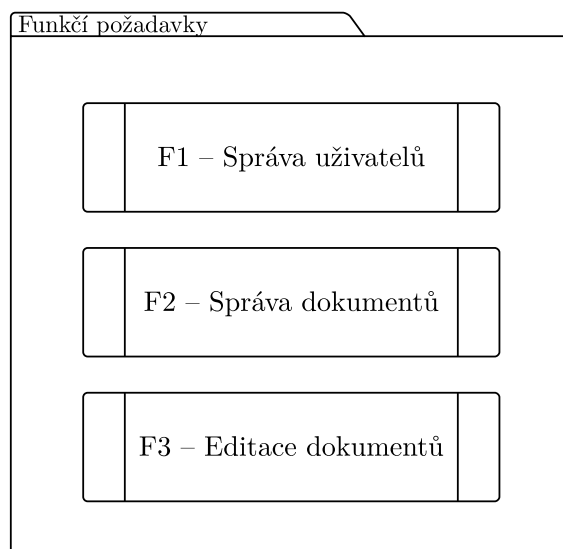 Funkčí požadavky
F1 – Správa uživatelů
F2 – Správa dokumentů
F3 – Editace dokumentů